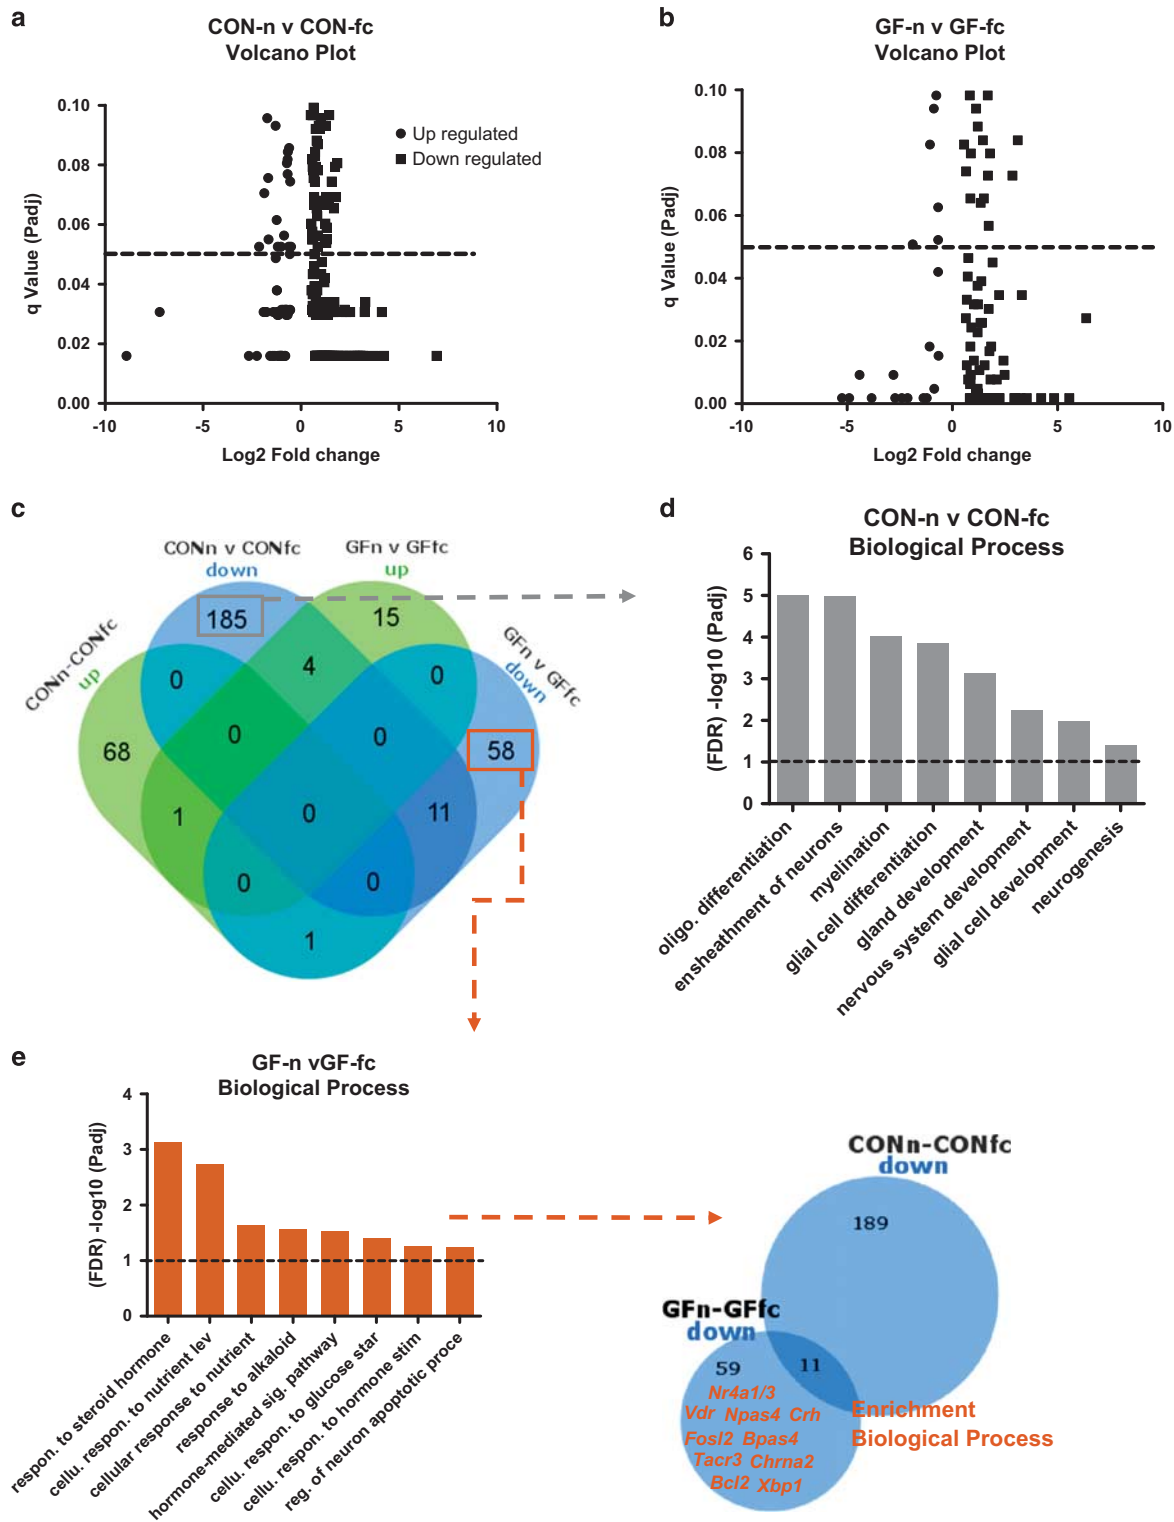 a
CON-n v CON-fc
Volcano Plot
0.10
0.08
0.06
0.04
0.02
0.00
q Value (Padj)
-10
-5
0
5
10
Log2 Fold change
Up regulated
Down regulated
b
GF-n v GF-fc
Volcano Plot
0.10
0.08
0.06
0.04
0.02
0.00
q Value (Padj)
-10
-5
0
5
10
Log2 Fold change
c
CONn v CONfc
down
GFn v GFfc
up
CONn-CONfc
up
GFn v GFfc
down
185
15
0
4
0
68
0
0
58
1
0
11
0
0
1
d
CON-n v CON-fc
Biological Process
6
5
4
3
2
1
0
(FDR) -log10 (Padj)
oligo. differentiation
ensheathment of neurons
myelination
glial cell differentiation
gland development
nervous system development
glial cell development
neurogenesis
e
GF-n vGF-fc
Biological Process
4
3
2
1
0
(FDR) -log10 (Padj)
respon. to steroid hormone
cellu. respon. to nutrient lev
cellular response to nutrient
response to alkaloid
hormone-mediated sig. pathway
cellu. respon. to glucose star
cellu. respon. to hormone stim
reg. of neuron apoptotic proce
CONn-CONfc
down
189
GFn-GFfc
down
59
11
Nr4a1/3
Vdr Npas4 Crh
Fosl2 Bpas4
Tacr3 Chrna2
Bcl2 Xbp1
Enrichment
Biological Process